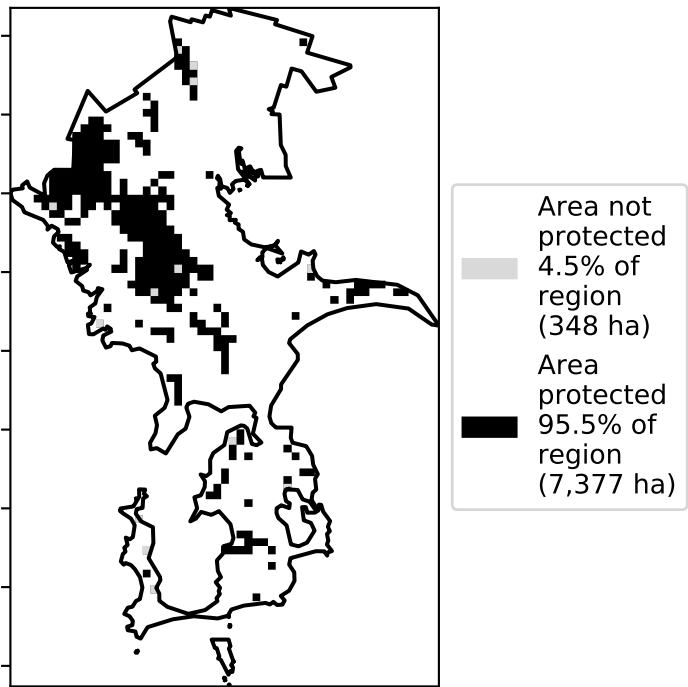 Area not
protected
4.5% of
region
(348 ha)
Area
protected
95.5% of
region
(7,377 ha)